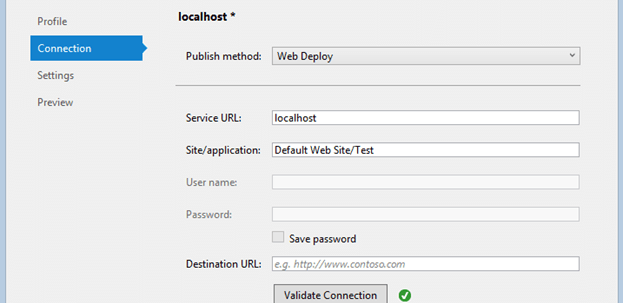 localhost *
Profile
Connection
Settings
Preview
Publish method: Web Deploy
Service URL: localhost
Site/application: Default Web Site/Test
User name:
Password:
Save password
Destination URL: e.g. http://www.contoso.com
Validate Connection